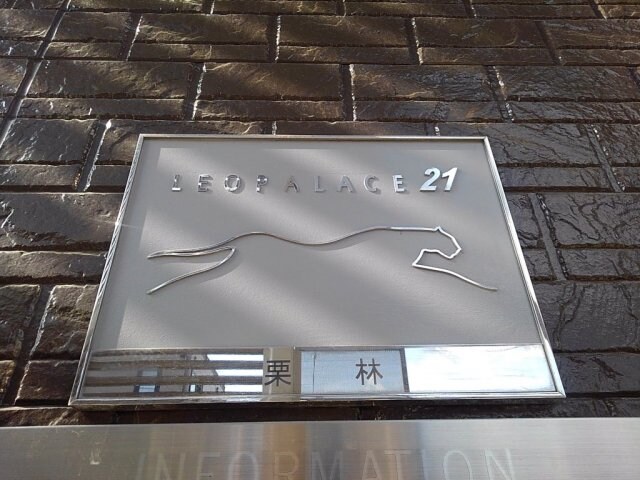 LEOPALACE 21
栗林
INFORMATION